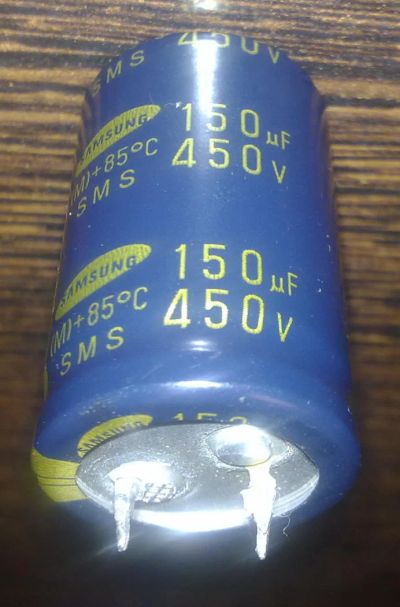 450V
SMS
SAMSUNG 150µF
(M)+85°C 450V
SMS
SAMSUNG 150µF
(M)+85°C 450V
SMS
SAMSUNG